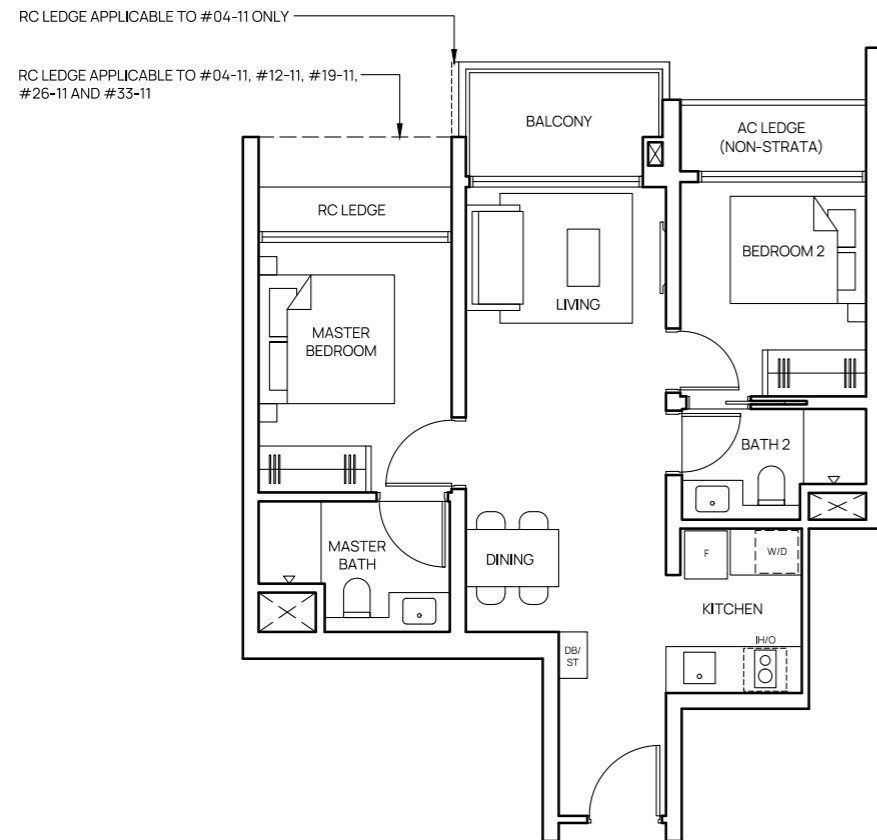 RC LEDGE APPLICABLE TO #04-11 ONLY
RC LEDGE APPLICABLE TO #04-11, #12-11, #19-11,
#26-11 AND #33-11
BALCONY
AC LEDGE
(NON-STRATA)
RC LEDGE
BEDROOM 2
LIVING
MASTER
BEDROOM
BATH 2
MASTER
BATH
DINING
F
W/D
KITCHEN
IH/O
DB/
ST